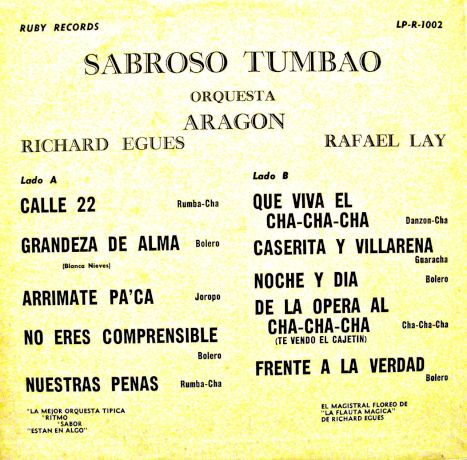 RUBY RECORDS
LP-R-1002
SABROSO TUMBAO
ORQUESTA
ARAGON
RICHARD EGUES
RAFAEL LAY
Lado A
CALLE 22 Rumba-Cha
GRANDEZA DE ALMA Bolero
(Blanca Nieves)
ARRIMATE PA'CA Joropo
NO ERES COMPRENSIBLE
Bolero
NUESTRAS PENAS Rumba-Cha
"LA MEJOR ORQUESTA TIPICA
"RITMO
"SABOR
"ESTAN EN ALGO"
Lado B
QUE VIVA EL
CHA-CHA-CHA Danzon-Cha
CASERITA Y VILLARENA
Guaracha
NOCHE Y DIA Bolero
DE LA OPERA AL
CHA-CHA-CHA Cha-Cha-Cha
(TE VENDO EL CAJETIN)
FRENTE A LA VERDAD
Bolero
EL MAGISTRAL FLOREO DE
"LA FLAUTA MAGICA"
DE RICHARD EGUES